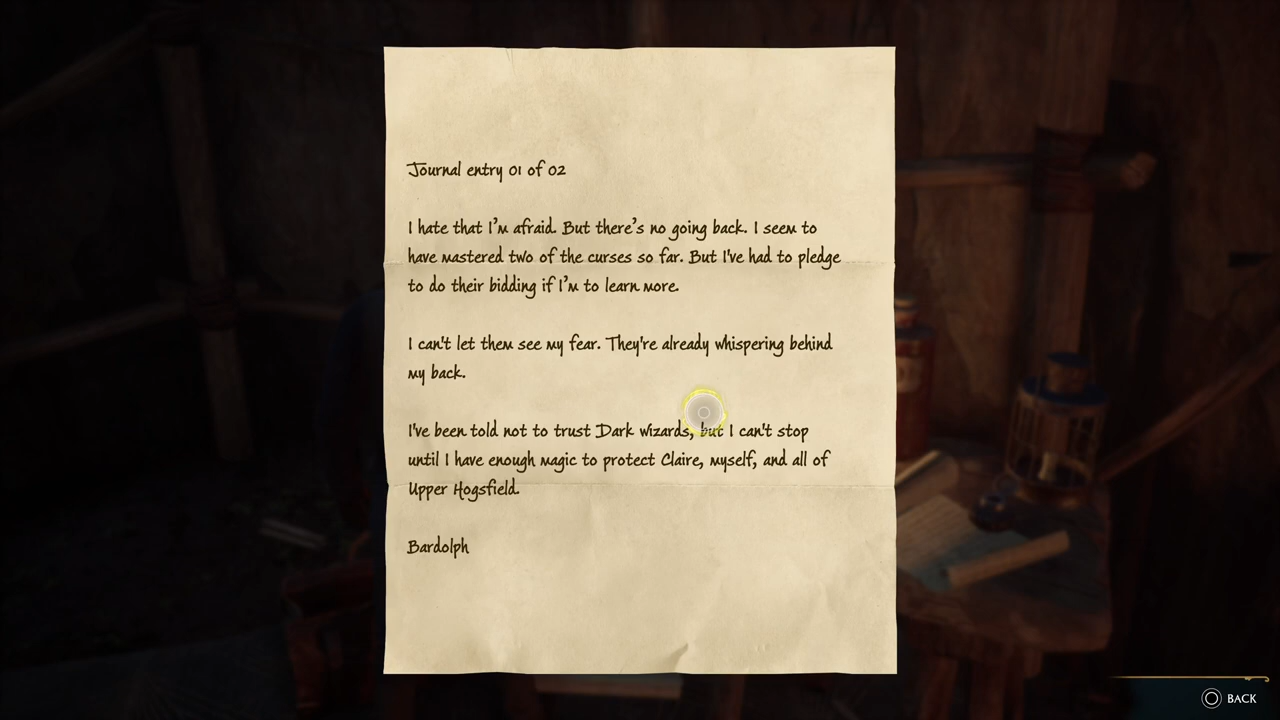 Journal entry 01 of 02
I hate that I'm afraid. But there's no going back. I seem to
have mastered two of the curses so far. But I've had to pledge
to do their bidding if I'm to learn more.
I can't let them see my fear. They're already whispering behind
my back.
I've been told not to trust Dark wizards, but I can't stop
until I have enough magic to protect Claire, myself, and all of
Upper Hogsfield.
Bardolph
BACK